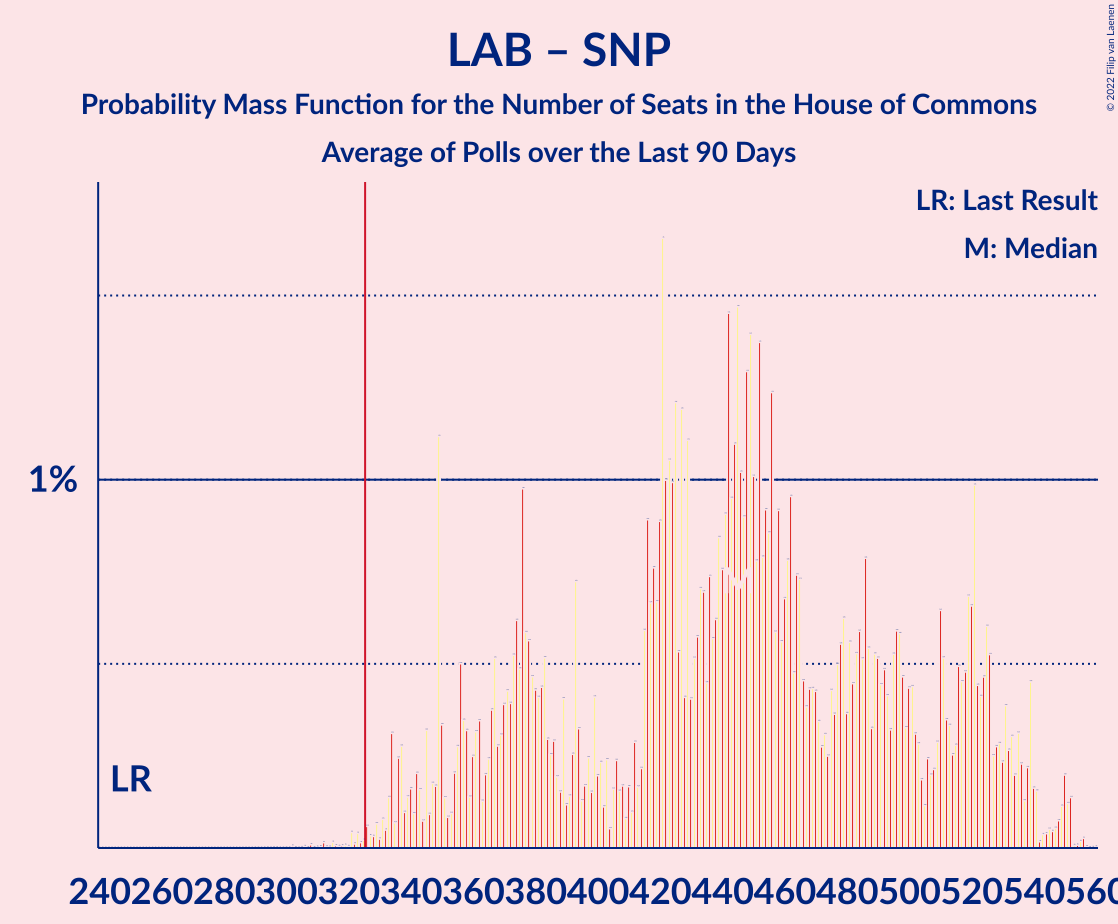 LAB – SNP
Probability Mass Function for the Number of Seats in the House of Commons
Average of Polls over the Last 90 Days
© 2022 Filip van Laenen
LR: Last Result
M: Median
1%
LR
240 260 280 300 320 340 360 380 400 420 440 460 480 500 520 540 560